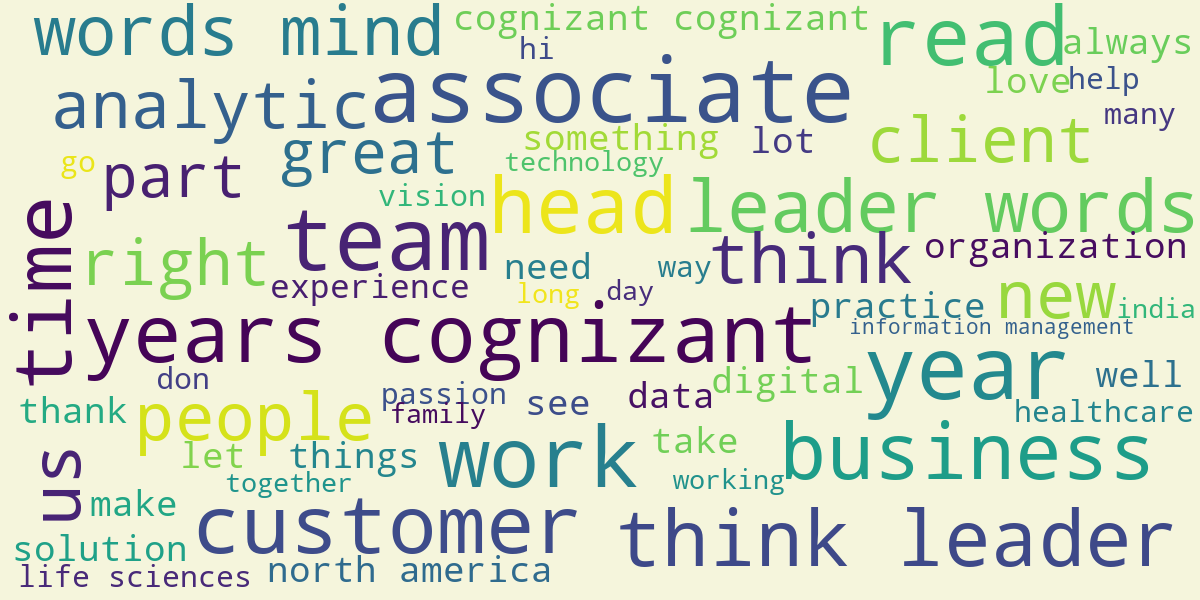 words mind
cognizant cognizant
read
always
hi
associate
love
help
analytic
many
something
lot
client
great
technology
go
part
vision
head
leader words
time
team
think
organization
right
need
way
experience
long
day
practice
new
india
years cognizant
information management
year
don
passion
see
data
digital
well
thank
people
family
healthcare
work
take
business
us
let
things
together
working
make
customer
think leader
solution
life sciences
north america